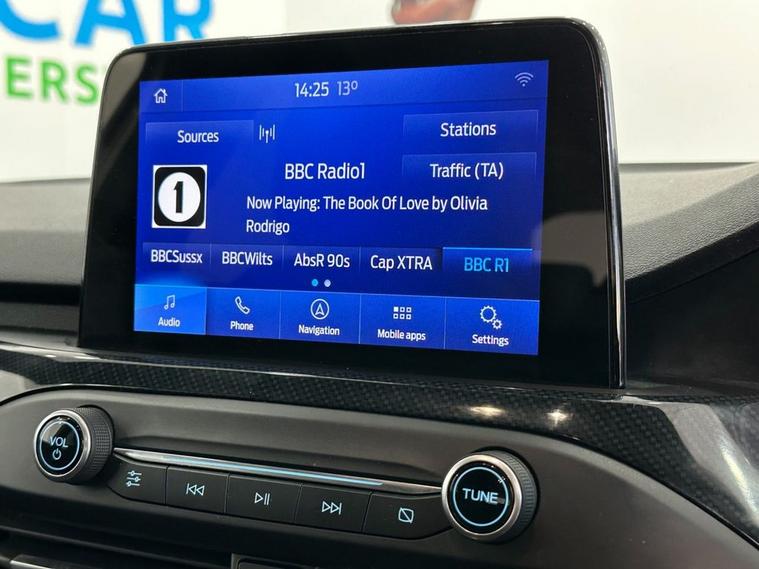 CAR
ERS
14:25 13°
Sources
Stations
BBC Radio1
Traffic (TA)
1
Now Playing: The Book Of Love by Olivia
Rodrigo
BBCSussx BBCWilts AbsR 90s Cap XTRA BBC R1
Audio Phone Navigation Mobile apps Settings
VOL
TUNE